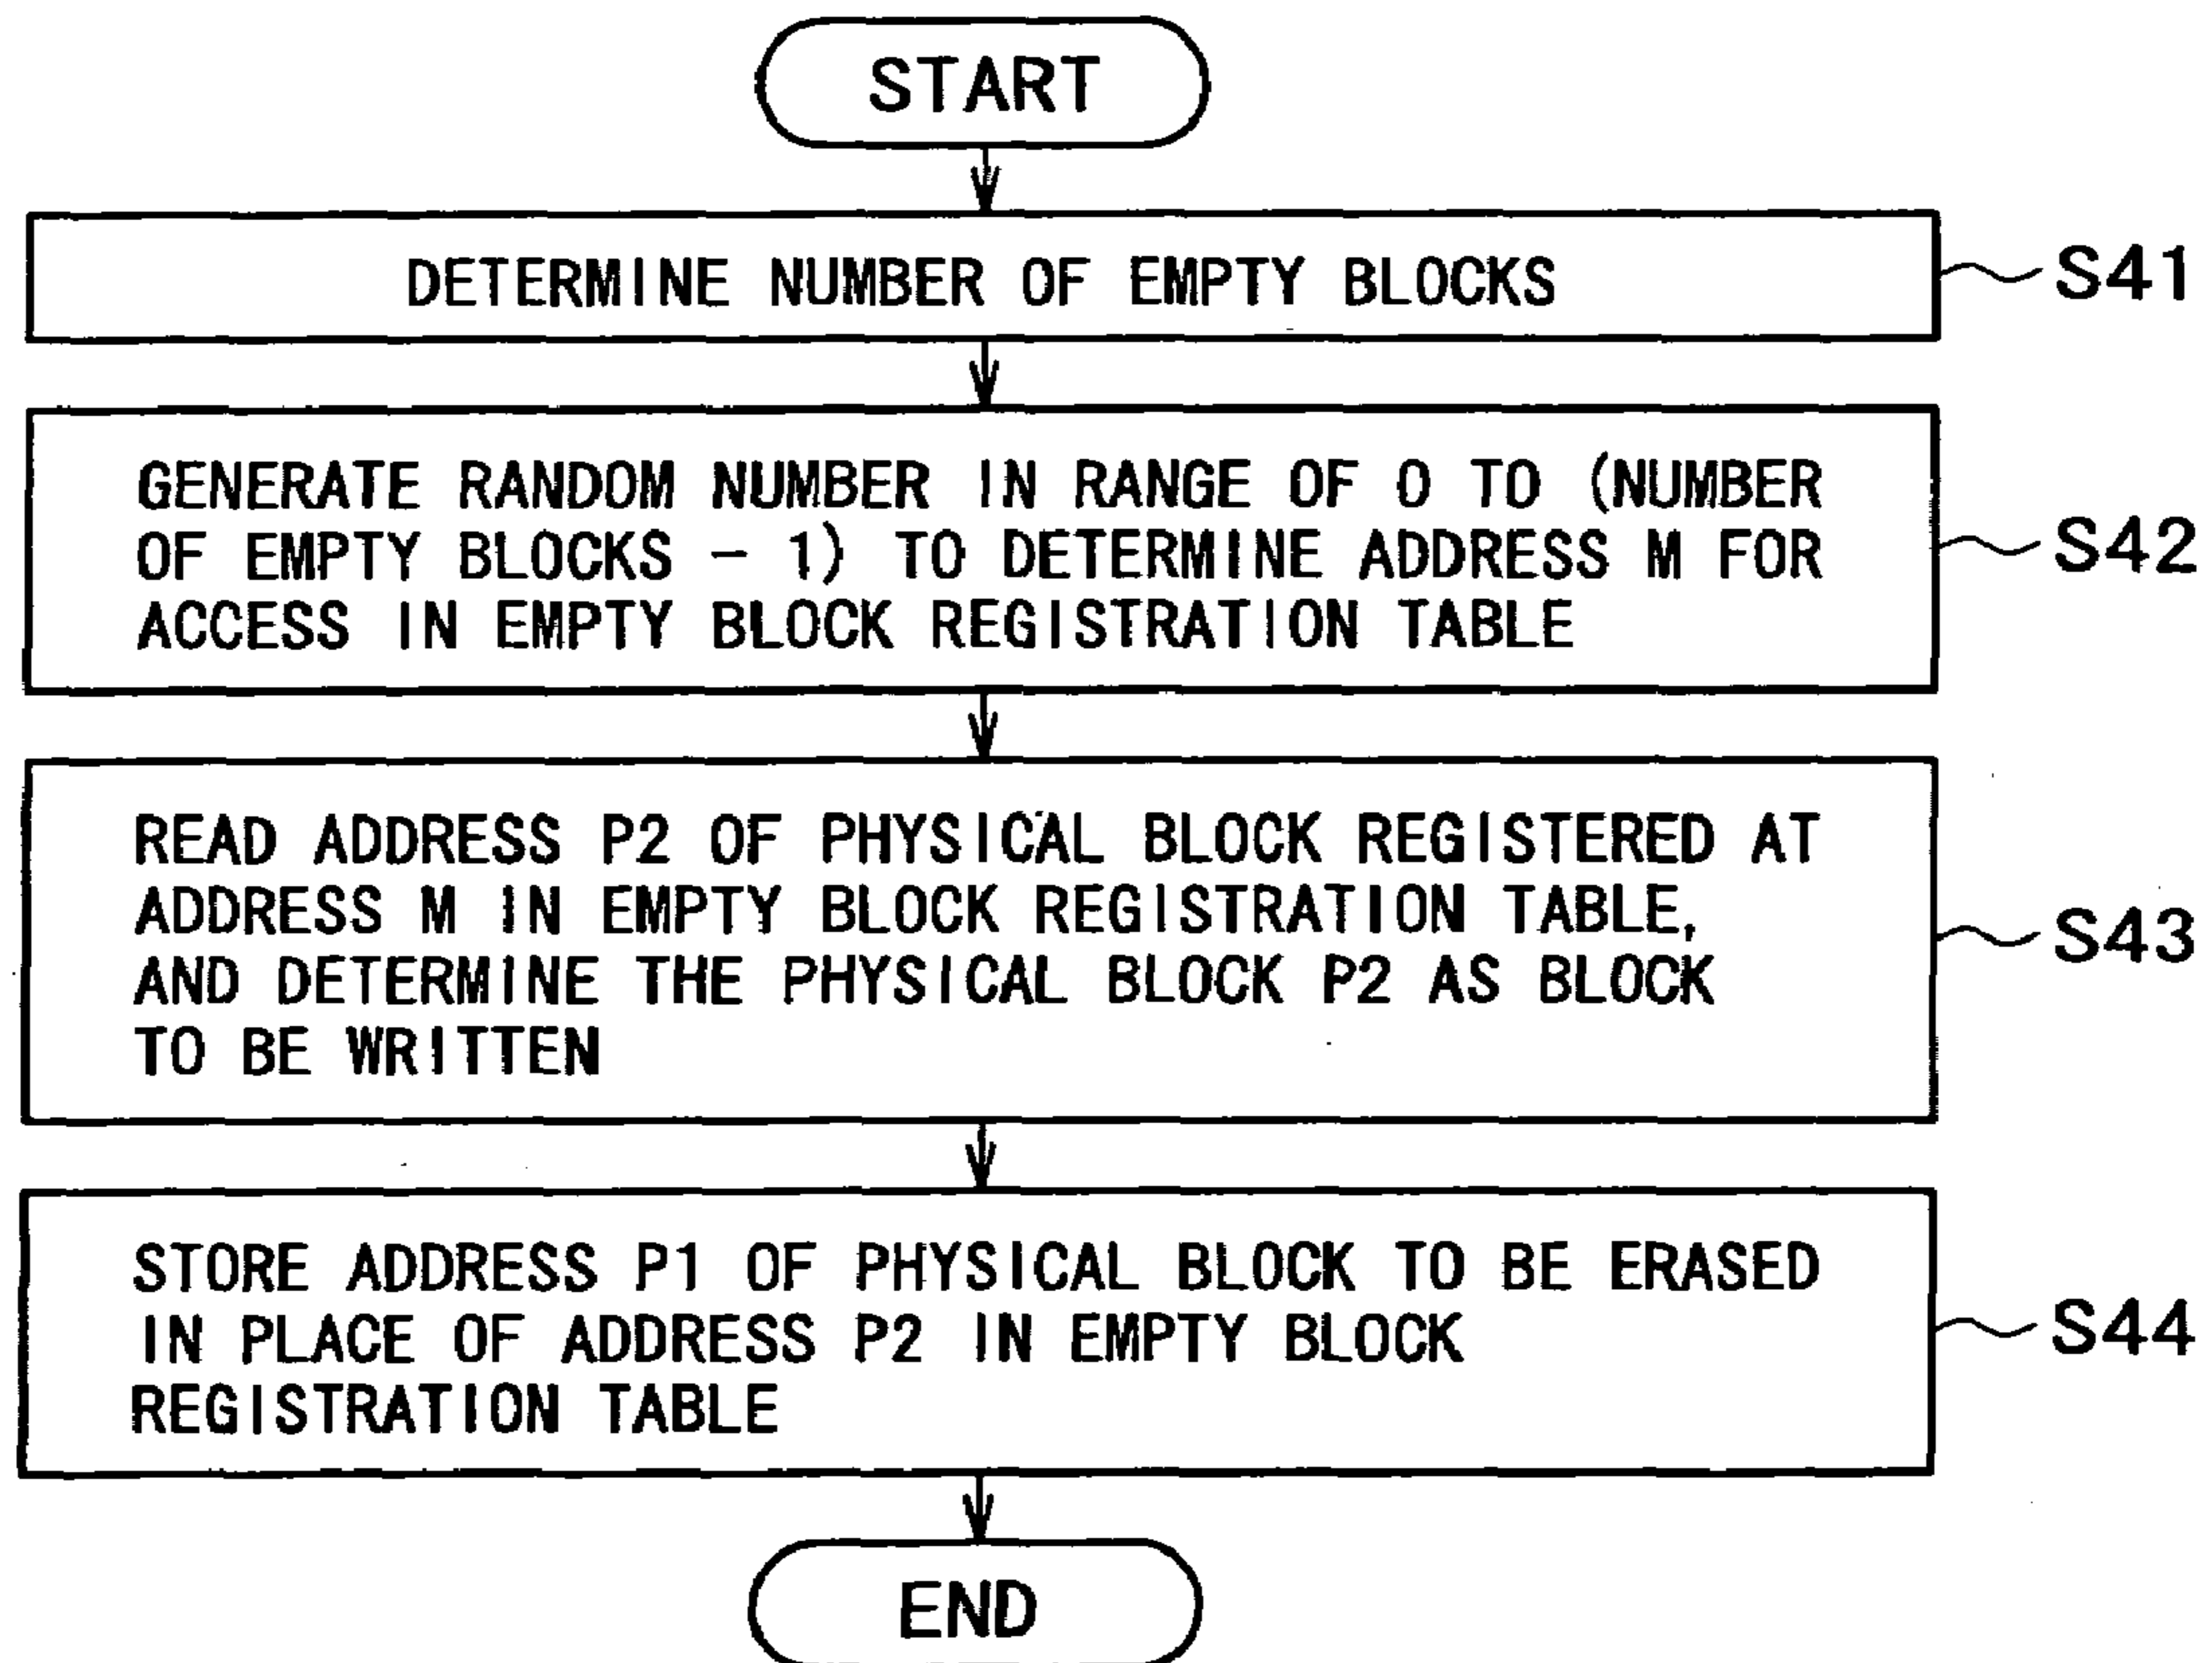 START
DETERMINE NUMBER OF EMPTY BLOCKS
S41
GENERATE RANDOM NUMBER IN RANGE OF 0 TO (NUMBER
OF EMPTY BLOCKS － 1) TO DETERMINE ADDRESS M FOR
ACCESS IN EMPTY BLOCK REGISTRATION TABLE
S42
READ ADDRESS P2 OF PHYSICAL BLOCK REGISTERED AT
ADDRESS M IN EMPTY BLOCK REGISTRATION TABLE,
AND DETERMINE THE PHYSICAL BLOCK P2 AS BLOCK
TO BE WRITTEN
S43
STORE ADDRESS P1 OF PHYSICAL BLOCK TO BE ERASED
IN PLACE OF ADDRESS P2 IN EMPTY BLOCK
REGISTRATION TABLE
S44
END